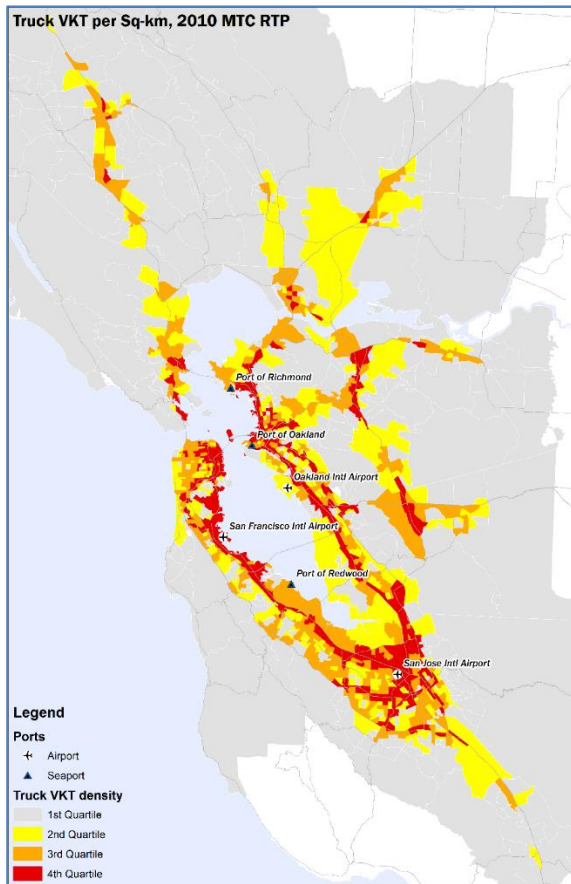 Truck VKT per Sq-km, 2010 MTC RTP
Port of Richmond
Port of Oakland
Oakland Intl Airport
San Francisco Intl Airport
Port of Redwood
San Jose Intl Airport
Legend
Ports
Airport
Seaport
Truck VKT density
1st Quartile
2nd Quartile
3rd Quartile
4th Quartile